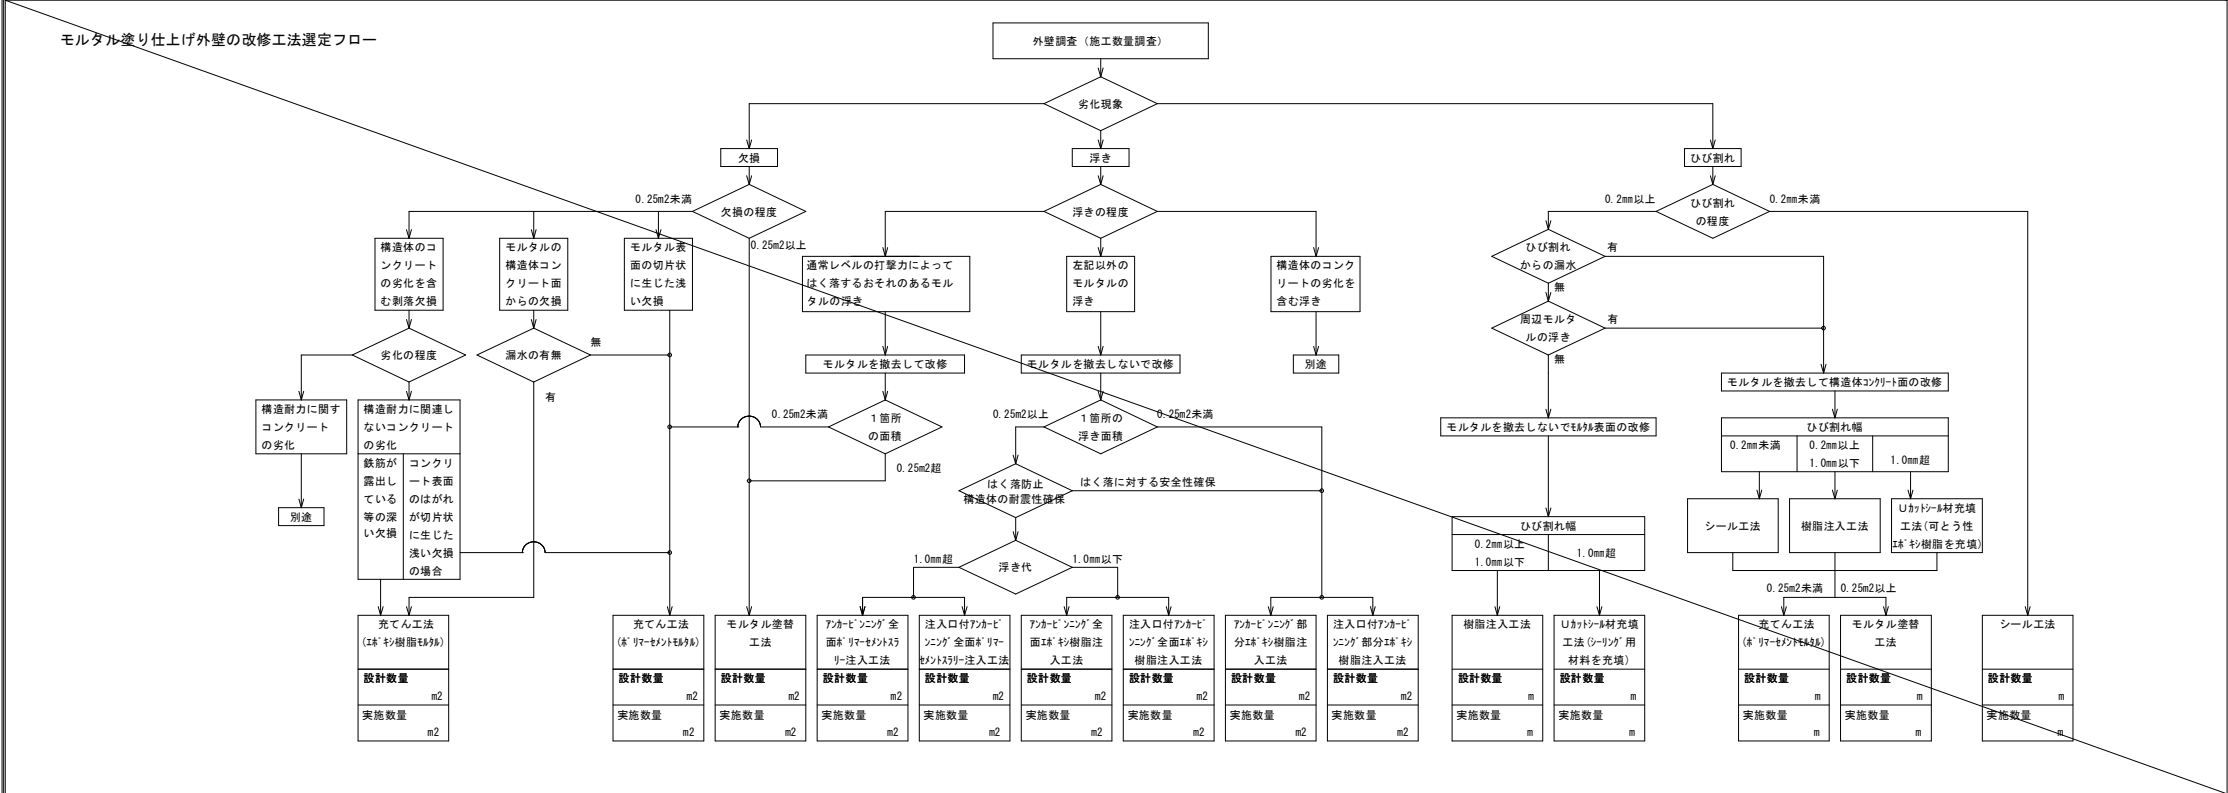 モルタル塗り仕上げ外壁の改修工法選定フロー
外壁調査（施工数量調査）
劣化現象
欠損
浮き
ひび割れ
0.25m2未満
欠損の程度
0.25m2以上
浮きの程度
0.2mm以上
ひび割れ
の程度
0.2mm未満
構造体のコ
ンクリート
の劣化を含
む剥落欠損
モルタルの
構造体コン
クリート面
からの欠損
モルタル表
面の切片状
に生じた浅
い欠損
通常レベルの打撃力によって
はく落するおそれのあるモル
タルの浮き
左記以外の
モルタルの
浮き
構造体のコンク
リートの劣化を
含む浮き
ひび割れ
からの漏水
有
無
周辺モルタ
ルの浮き
有
無
劣化の程度
漏水の有無
無
有
モルタルを撤去して改修
モルタルを撤去しないで改修
別途
モルタルを撤去して構造体ｺﾝｸﾘｰﾄ面の改修
構造耐力に関す
コンクリート
の劣化
構造耐力に関連し
ないコンクリート
の劣化
鉄筋が
露出し
ている
等の深
い欠損
コンクリ
ート表面
のはがれ
が切片状
に生じた
浅い欠損
の場合
別途
0.25m2未満
１箇所
の面積
0.25m2超
0.25m2以上
１箇所の
浮き面積
0.25m2未満
はく落防止
構造体の耐震性確保
はく落に対する安全性確保
1.0mm超
浮き代
1.0mm以下
モルタルを撤去しないでﾓﾙﾀﾙ表面の改修
ひび割れ幅
0.2mm以上
1.0mm以下
1.0mm超
ひび割れ幅
0.2mm未満
0.2mm以上
1.0mm以下
1.0mm超
シール工法
樹脂注入工法
Ｕｶｯﾄｼｰﾙ材充填
工法(可とう性
ｴﾎﾟｷｼ樹脂を充填)
0.25m2未満
0.25m2以上
充てん工法
(ｴﾎﾟｷｼ樹脂ﾓﾙﾀﾙ)
設計数量
m2
実施数量
m2
充てん工法
(ﾎﾟﾘﾏｰｾﾒﾝﾄﾓﾙﾀﾙ)
設計数量
m2
実施数量
m2
モルタル塗替
工法
設計数量
m2
実施数量
m2
ｱﾝｶｰﾋﾟﾝﾆﾝｸﾞ全
面ﾎﾟﾘﾏｰｾﾒﾝﾄｽﾗ
ﾘｰ注入工法
設計数量
m2
実施数量
m2
注入口付ｱﾝｶｰﾋﾟ
ﾝﾆﾝｸﾞ全面ﾎﾟﾘﾏｰ
ｾﾒﾝﾄｽﾗﾘｰ注入工法
設計数量
m2
実施数量
m2
ｱﾝｶｰﾋﾟﾝﾆﾝｸﾞ全
面ｴﾎﾟｷｼ樹脂注
入工法
設計数量
m2
実施数量
m2
注入口付ｱﾝｶｰﾋﾟ
ﾝﾆﾝｸﾞ全面ｴﾎﾟｷｼ
樹脂注入工法
設計数量
m2
実施数量
m2
ｱﾝｶｰﾋﾟﾝﾆﾝｸﾞ部
分ｴﾎﾟｷｼ樹脂注
入工法
設計数量
m2
実施数量
m2
注入口付ｱﾝｶｰﾋﾟ
ﾝﾆﾝｸﾞ部分ｴﾎﾟｷｼ
樹脂注入工法
設計数量
m2
実施数量
m2
樹脂注入工法
設計数量
m
実施数量
m
Ｕｶｯﾄｼｰﾙ材充填
工法(ｼｰﾘﾝｸﾞ用
材料を充填)
設計数量
m
実施数量
m
充てん工法
(ﾎﾟﾘﾏｰｾﾒﾝﾄﾓﾙﾀﾙ)
設計数量
m
実施数量
m
モルタル塗替
工法
設計数量
m
実施数量
m
シール工法
設計数量
m
実施数量
m